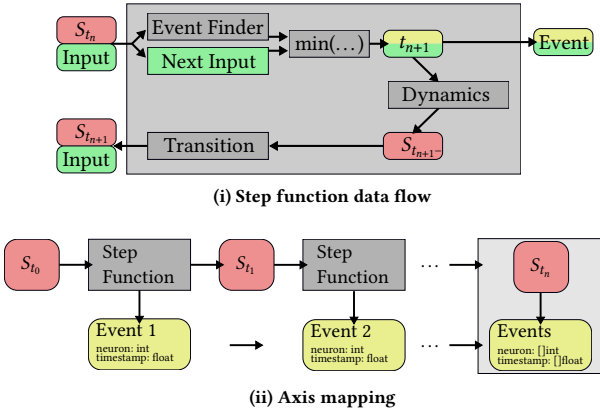 S_{t_n}
Input
Event Finder
Next Input
min(...)
t_{n+1}
Event
Dynamics
S_{t_{n+1}}
Input
Transition
S_{t_{n+1}^-}
(i) Step function data flow
S_{t_0}
Step
Function
S_{t_1}
Step
Function
...
S_{t_n}
Event 1
neuron: int
timestamp: float
Event 2
neuron: int
timestamp: float
...
Events
neuron: []int
timestamp: []float
(ii) Axis mapping